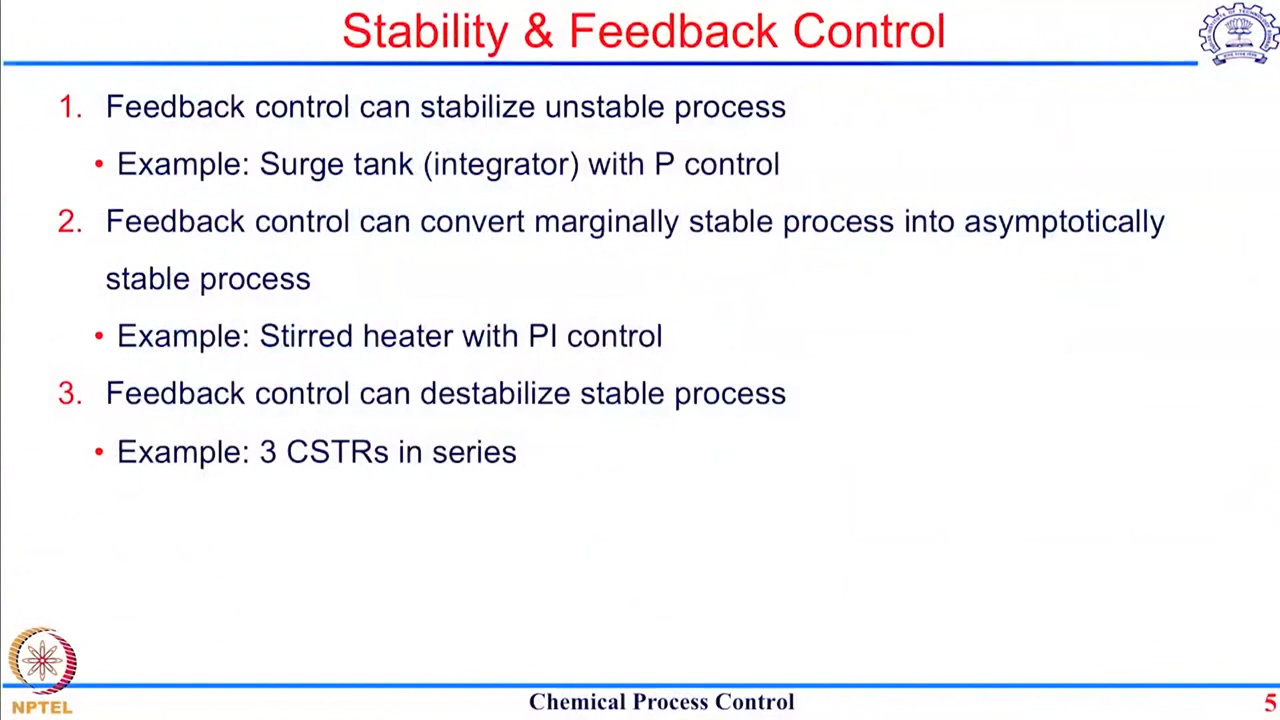 Stability & Feedback Control
1. Feedback control can stabilize unstable process
• Example: Surge tank (integrator) with P control
2. Feedback control can convert marginally stable process into asymptotically
stable process
• Example: Stirred heater with PI control
3. Feedback control can destabilize stable process
• Example: 3 CSTRs in series
NPTEL
Chemical Process Control
5